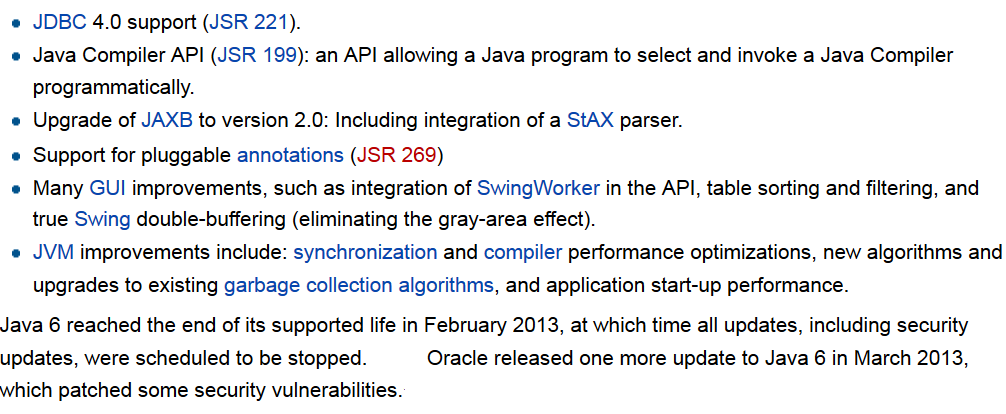 JDBC 4.0 support (JSR 221).
Java Compiler API (JSR 199): an API allowing a Java program to select and invoke a Java Compiler
programmatically.
Upgrade of JAXB to version 2.0: Including integration of a StAX parser.
Support for pluggable annotations (JSR 269)
Many GUI improvements, such as integration of SwingWorker in the API, table sorting and filtering, and
true Swing double-buffering (eliminating the gray-area effect).
JVM improvements include: synchronization and compiler performance optimizations, new algorithms and
upgrades to existing garbage collection algorithms, and application start-up performance.
Java 6 reached the end of its supported life in February 2013, at which time all updates, including security
updates, were scheduled to be stopped. Oracle released one more update to Java 6 in March 2013,
which patched some security vulnerabilities.